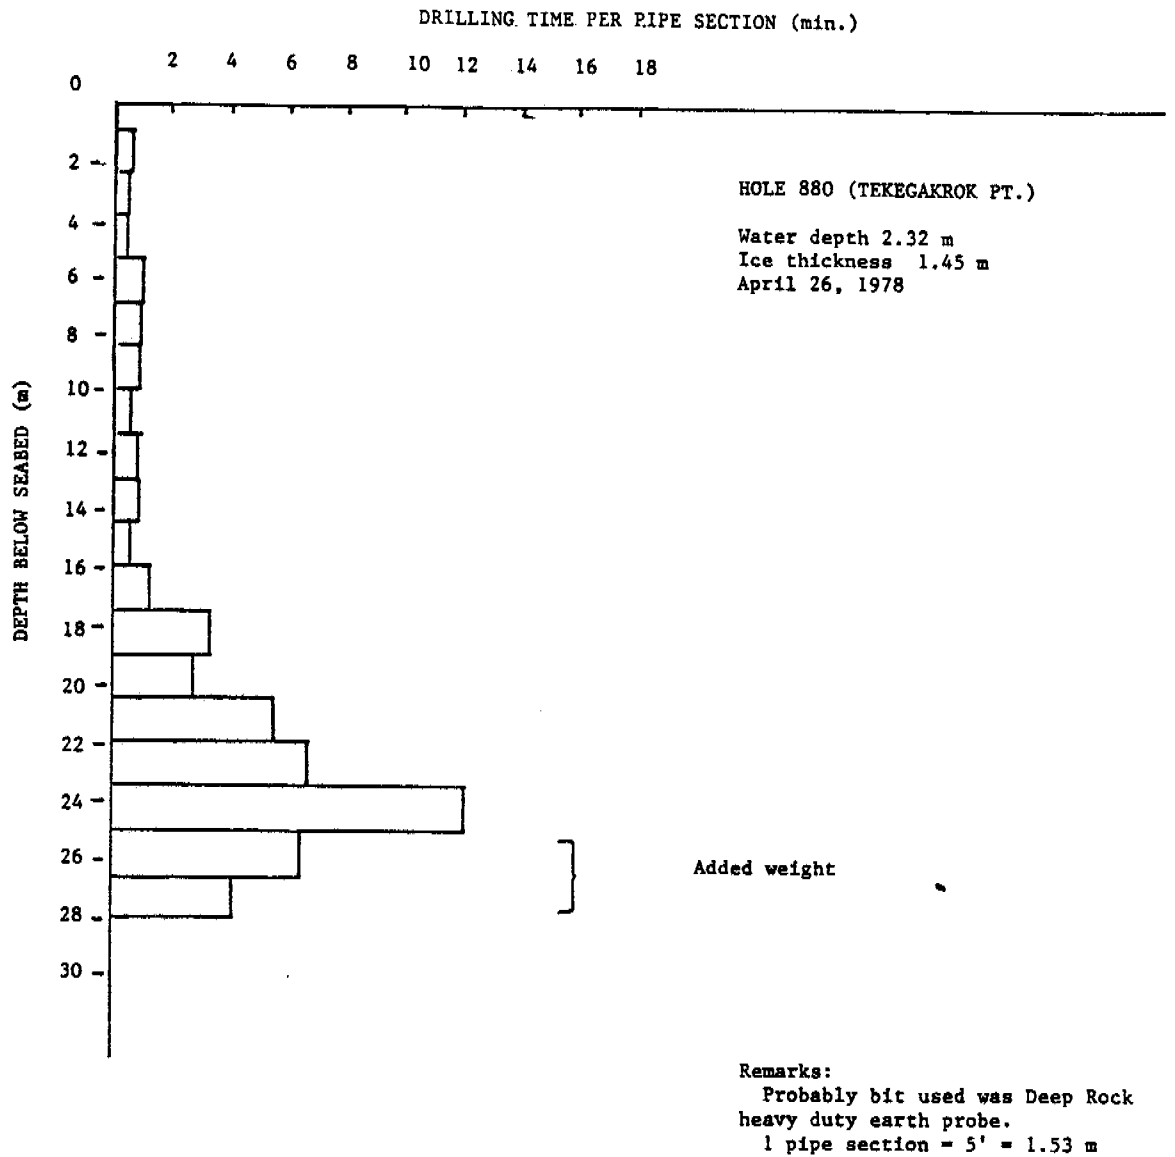 DRILLING TIME PER PIPE SECTION (min.)
2 4 6 8 10 12 14 16 18
0
2
4
6
8
10
12
14
16
18
20
22
24
26
28
30
DEPTH BELOW SEABED (m)
HOLE 880 (TEKEGAKROK PT.)
Water depth 2.32 m
Ice thickness 1.45 m
April 26, 1978
Added weight
Remarks:
Probably bit used was Deep Rock
heavy duty earth probe.
1 pipe section = 5' = 1.53 m